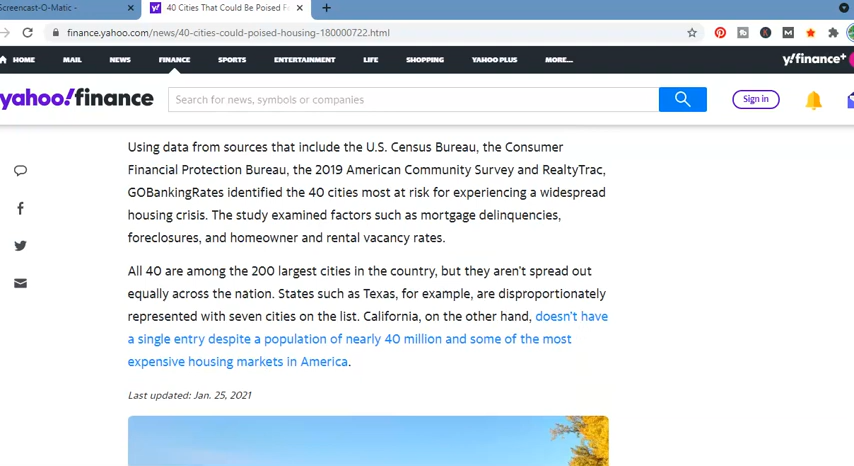 Screencast-O-Matic -
40 Cities That Could Be Poised F
finance.yahoo.com/news/40-cities-could-poised-housing-180000722.html
HOME MAIL NEWS FINANCE SPORTS ENTERTAINMENT LIFE SHOPPING YAHOO PLUS MORE... y!finance+
yahoo!finance Search for news, symbols or companies Sign in
Using data from sources that include the U.S. Census Bureau, the Consumer
Financial Protection Bureau, the 2019 American Community Survey and RealtyTrac,
GOBankingRates identified the 40 cities most at risk for experiencing a widespread
housing crisis. The study examined factors such as mortgage delinquencies,
foreclosures, and homeowner and rental vacancy rates.
All 40 are among the 200 largest cities in the country, but they aren't spread out
equally across the nation. States such as Texas, for example, are disproportionately
represented with seven cities on the list. California, on the other hand, doesn't have
a single entry despite a population of nearly 40 million and some of the most
expensive housing markets in America.
Last updated: Jan. 25, 2021